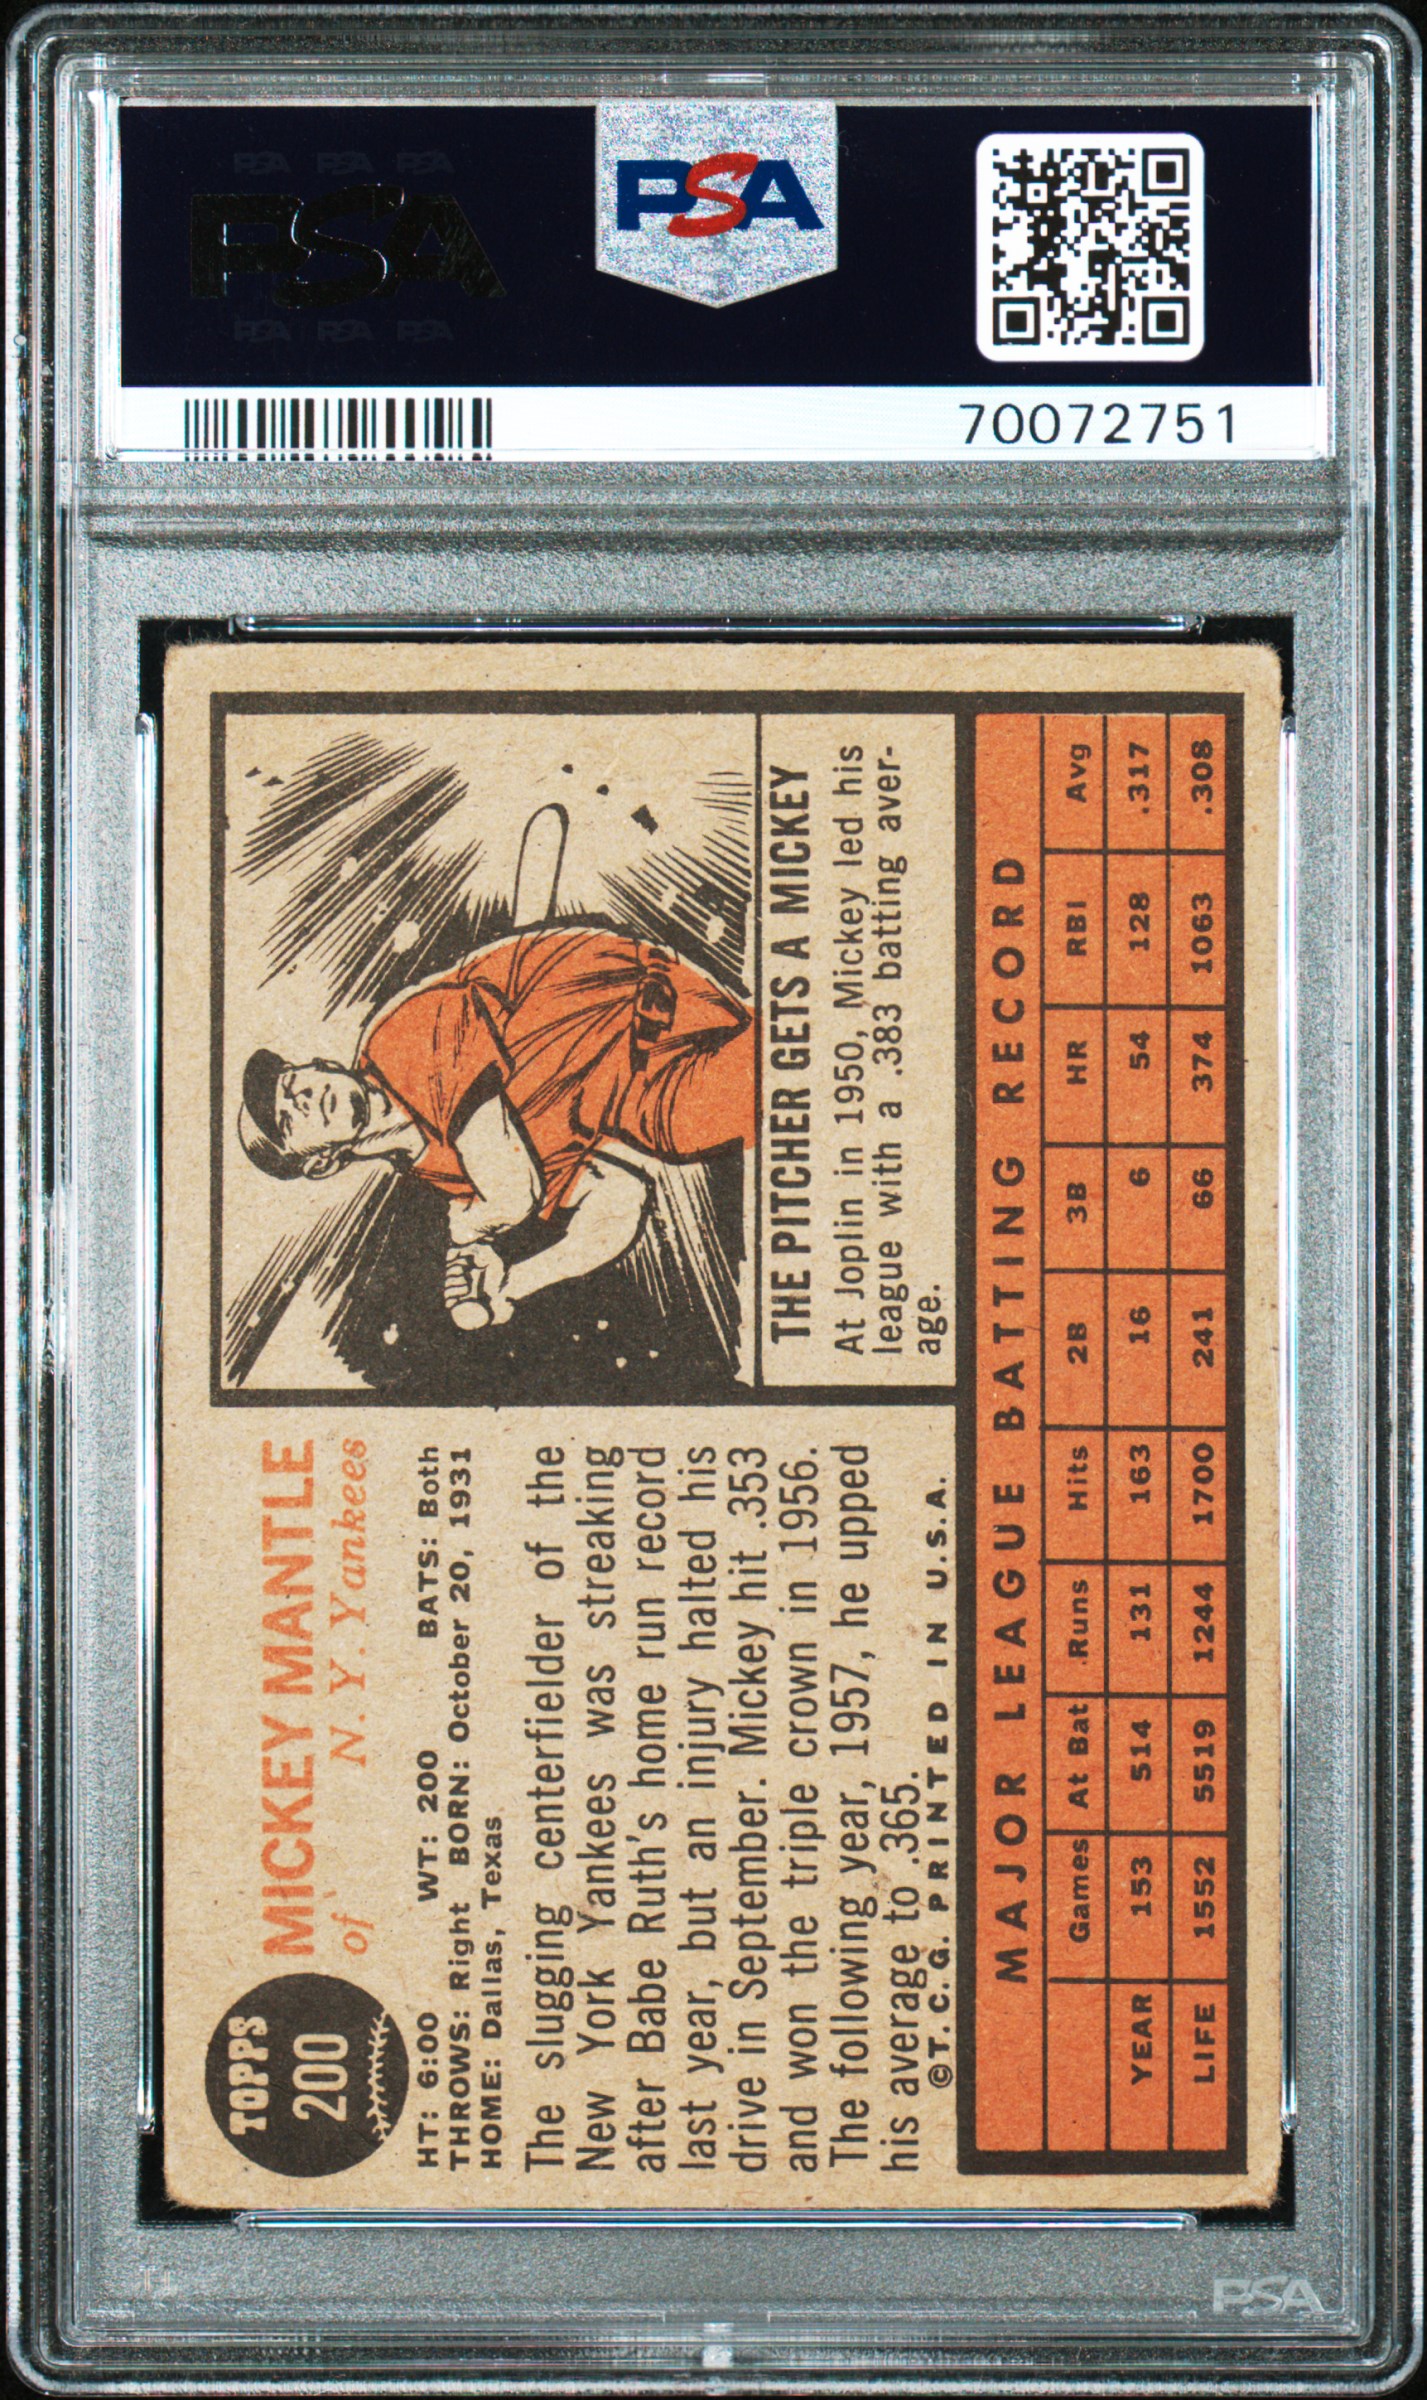 PSA PSA PSA
PSA
PSA PSA PSA
PSA
70072751
TOPPS
200
MICKEY MANTLE
of N. Y. Yankees
HT: 6:00 WT: 200 BATS: Both
THROWS: Right BORN: October 20, 1931
HOME: Dallas, Texas
The slugging centerfielder of the
New York Yankees was streaking
after Babe Ruth's home run record
last year, but an injury halted his
drive in September. Mickey hit .353
and won the triple crown in 1956.
The following year, 1957, he upped
his average to .365.
©T. C. G. PRINTED IN U.S.A.
THE PITCHER GETS A MICKEY
At Joplin in 1950, Mickey led his
league with a .383 batting aver-
age.
MAJOR LEAGUE BATTING RECORD
Games At Bat Runs Hits 2B 3B HR RBI Avg
YEAR 153 514 131 163 16 6 54 128 .317
LIFE 1552 5519 1244 1700 241 66 374 1063 .308
PSA